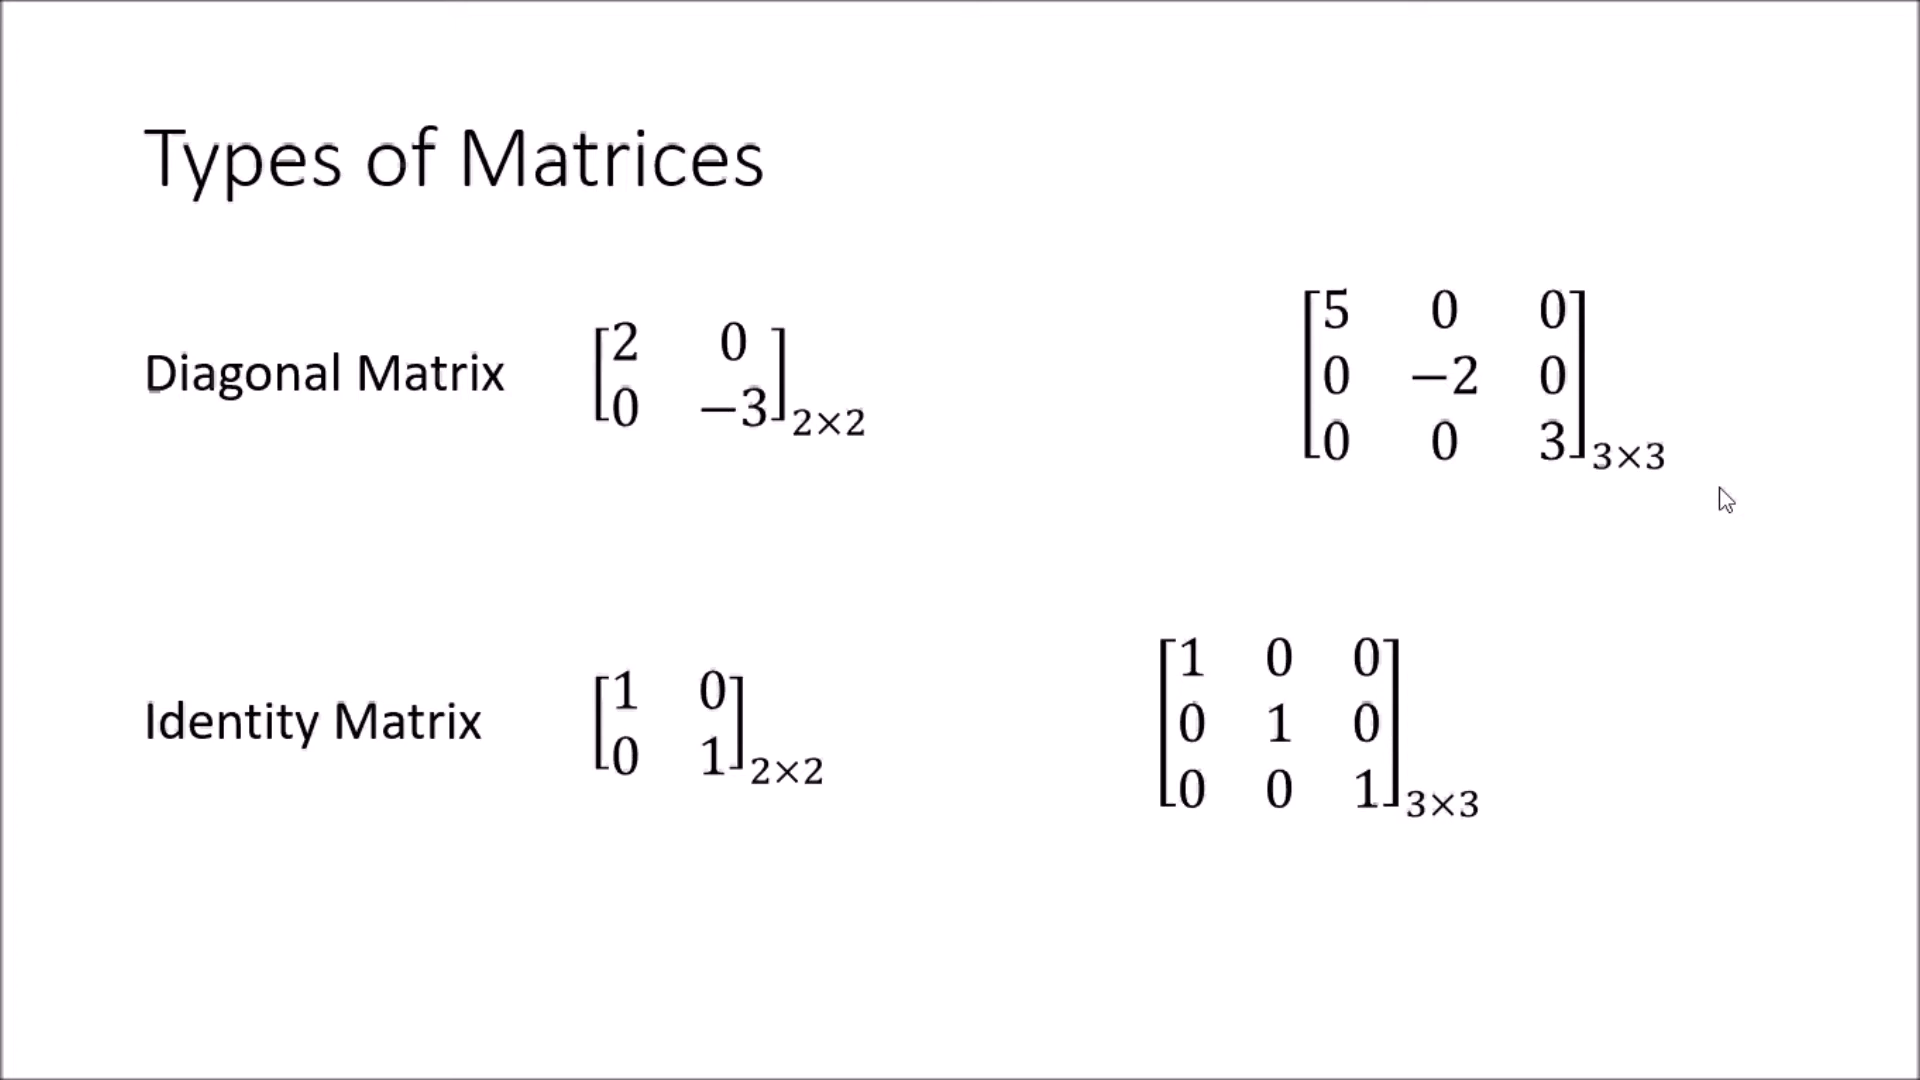 Types of Matrices
Diagonal Matrix
[2 0
0 −3]2×2
[5 0 0
0 −2 0
0 0 3]3×3
Identity Matrix
[1 0
0 1]2×2
[1 0 0
0 1 0
0 0 1]3×3